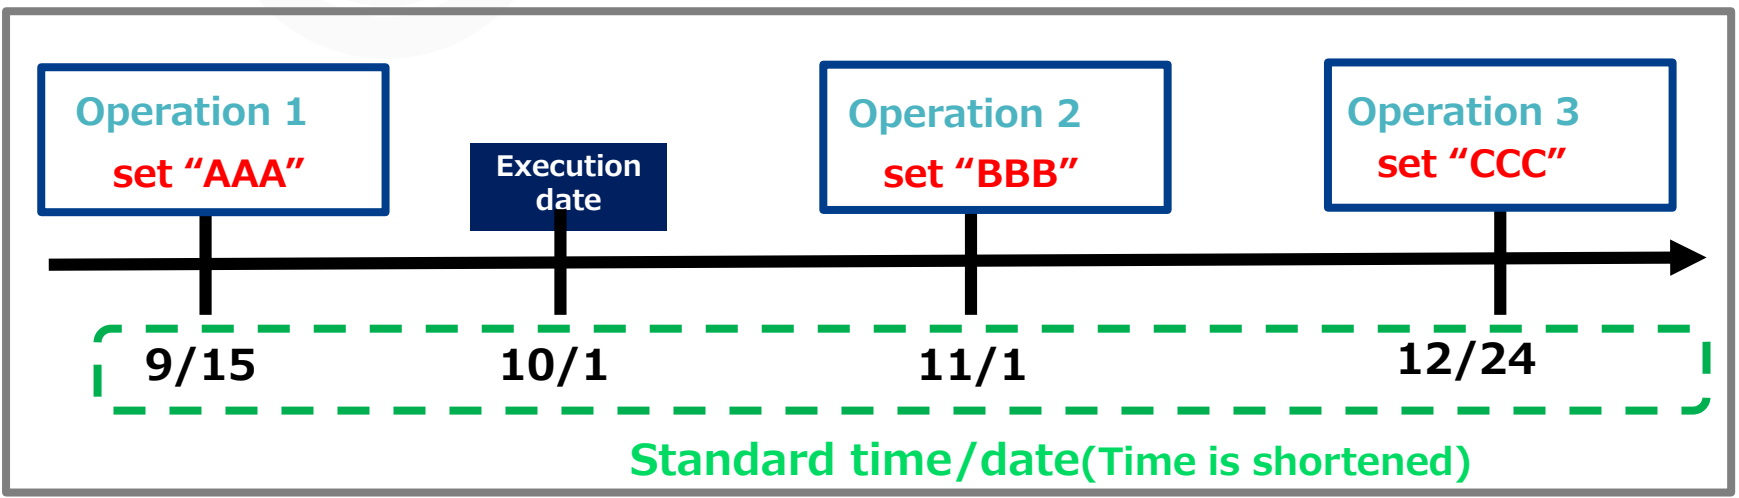 Operation 1
set “AAA”
Execution
date
Operation 2
set “BBB”
Operation 3
set “CCC”
9/15
10/1
11/1
12/24
Standard time/date(Time is shortened)